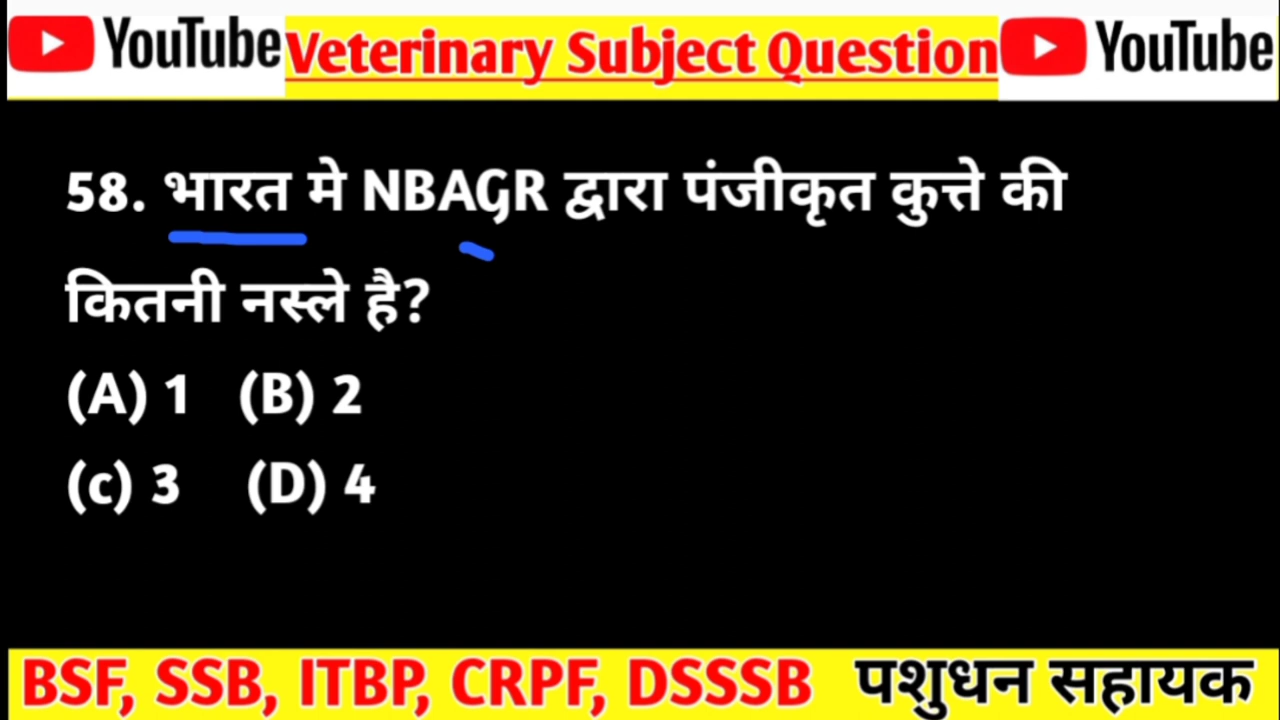 YouTube Veterinary Subject Question YouTube
58. भारत मे NBAGR द्वारा पंजीकृत कुत्ते की
कितनी नस्ले है?
(A) 1 (B) 2
(c) 3 (D) 4
BSF, SSB, ITBP, CRPF, DSSSB पशुधन सहायक